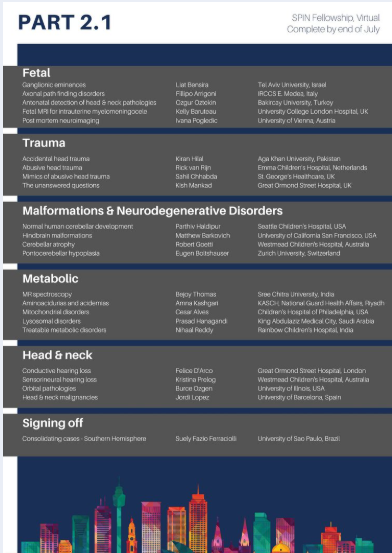 PART 2.1
SPIN Fellowship, Virtual
Complete by end of July
Fetal
Ganglionic eminences Liat Bensira Tel Aviv University, Israel
Axonal path finding disorders Filippo Arrigoni IRCCS E. Medea, Italy
Antenatal detection of head & neck pathologies Ozgur Oztekin Bakircay University, Turkey
Fetal MRI for intrauterine myelomeningocele Kelly Baruteau University College London Hospital, UK
Post mortem neuroimaging Ivana Pogledic University of Vienna, Austria
Trauma
Accidental head trauma Kiran Hilal Aga Khan University, Pakistan
Abusive head trauma Rick van Rijn Emma Children's Hospital, Netherlands
Mimics of abusive head trauma Sahil Chhabda St. George's Healthcare, UK
The unanswered questions Kish Mankad Great Ormond Street Hospital, UK
Malformations & Neurodegenerative Disorders
Normal human cerebellar development Parthiv Haldipur Seattle Children's Hospital, USA
Hindbrain malformations Matthew Barkovich University of California San Francisco, USA
Cerebellar atrophy Robert Goetti Westmead Children's Hospital, Australia
Pontocerebellar hypoplasia Eugen Boltshauser Zurich University, Switzerland
Metabolic
MR spectroscopy Bejoy Thomas Sree Chitra University, India
Aminoacidurias and acidemias Amna Kashgari KASCH, National Guard Health Affairs, Riyadh
Mitochondrial disorders Cesar Alves Children's Hospital of Philadelphia, USA
Lysosomal disorders Prasad Hanagandi King Abdulaziz Medical City, Saudi Arabia
Treatable metabolic disorders Nihaal Reddy Rainbow Children's Hospital, India
Head & neck
Conductive hearing loss Felice D'Arco Great Ormond Street Hospital, London
Sensorineural hearing loss Kristina Prelog Westmead Children's Hospital, Australia
Orbital pathologies Burce Ozgen University of Illinois, USA
Head & neck malignancies Jordi Lopez University of Barcelona, Spain
Signing off
Consolidating cases - Southern Hemisphere Suely Fazio Ferraciolli University of Sao Paulo, Brazil